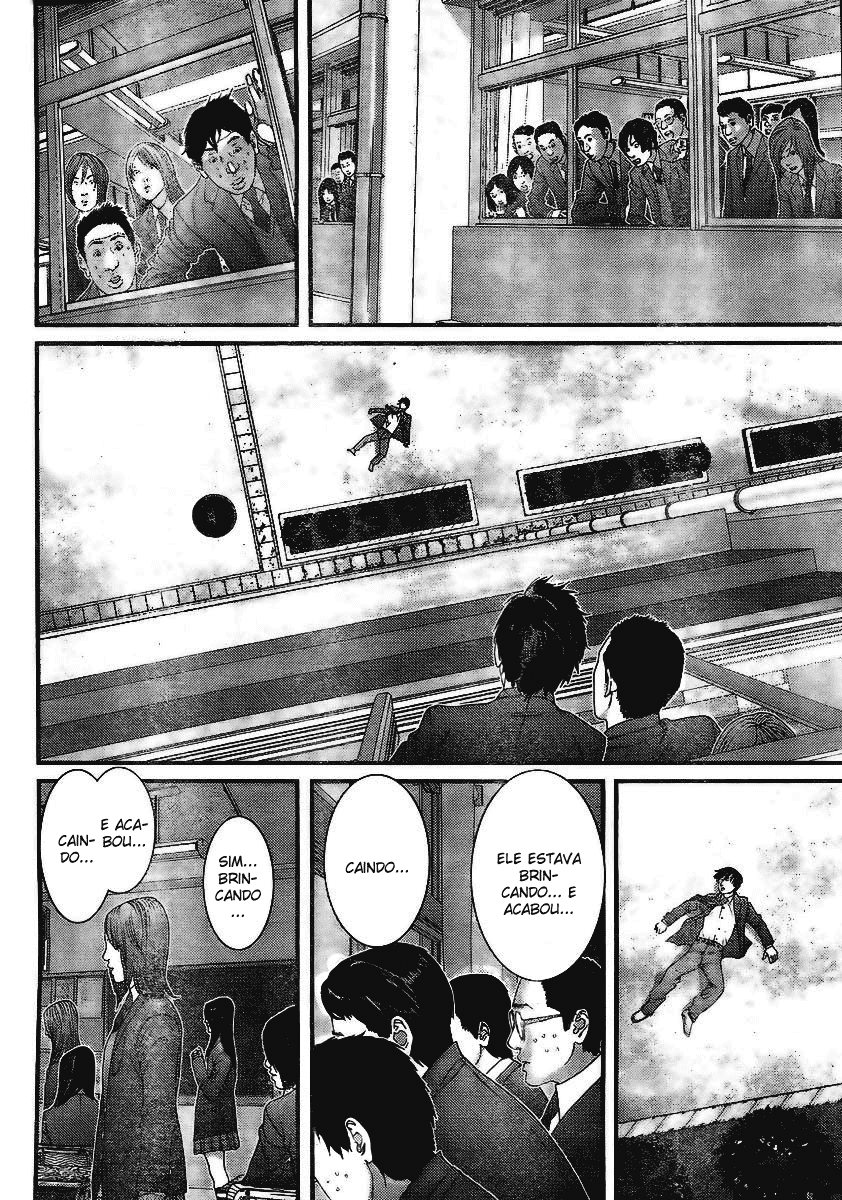 ELE ESTAVA
BRIN-
CANDO... E
ACABOU...
CAINDO...
SIM...
BRIN-
CANDO
...
E ACA-
BOU...
CAIN-
DO...